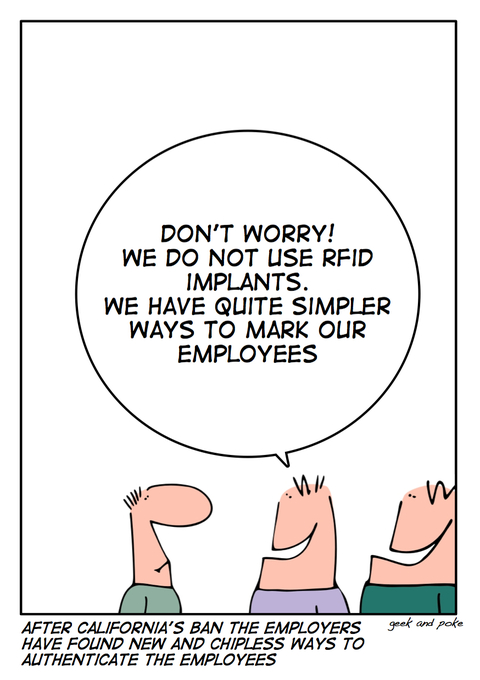 DON'T WORRY!
WE DO NOT USE RFID
IMPLANTS.
WE HAVE QUITE SIMPLER
WAYS TO MARK OUR
EMPLOYEES
geek and poke
AFTER CALIFORNIA'S BAN THE EMPLOYERS
HAVE FOUND NEW AND CHIPLESS WAYS TO
AUTHENTICATE THE EMPLOYEES